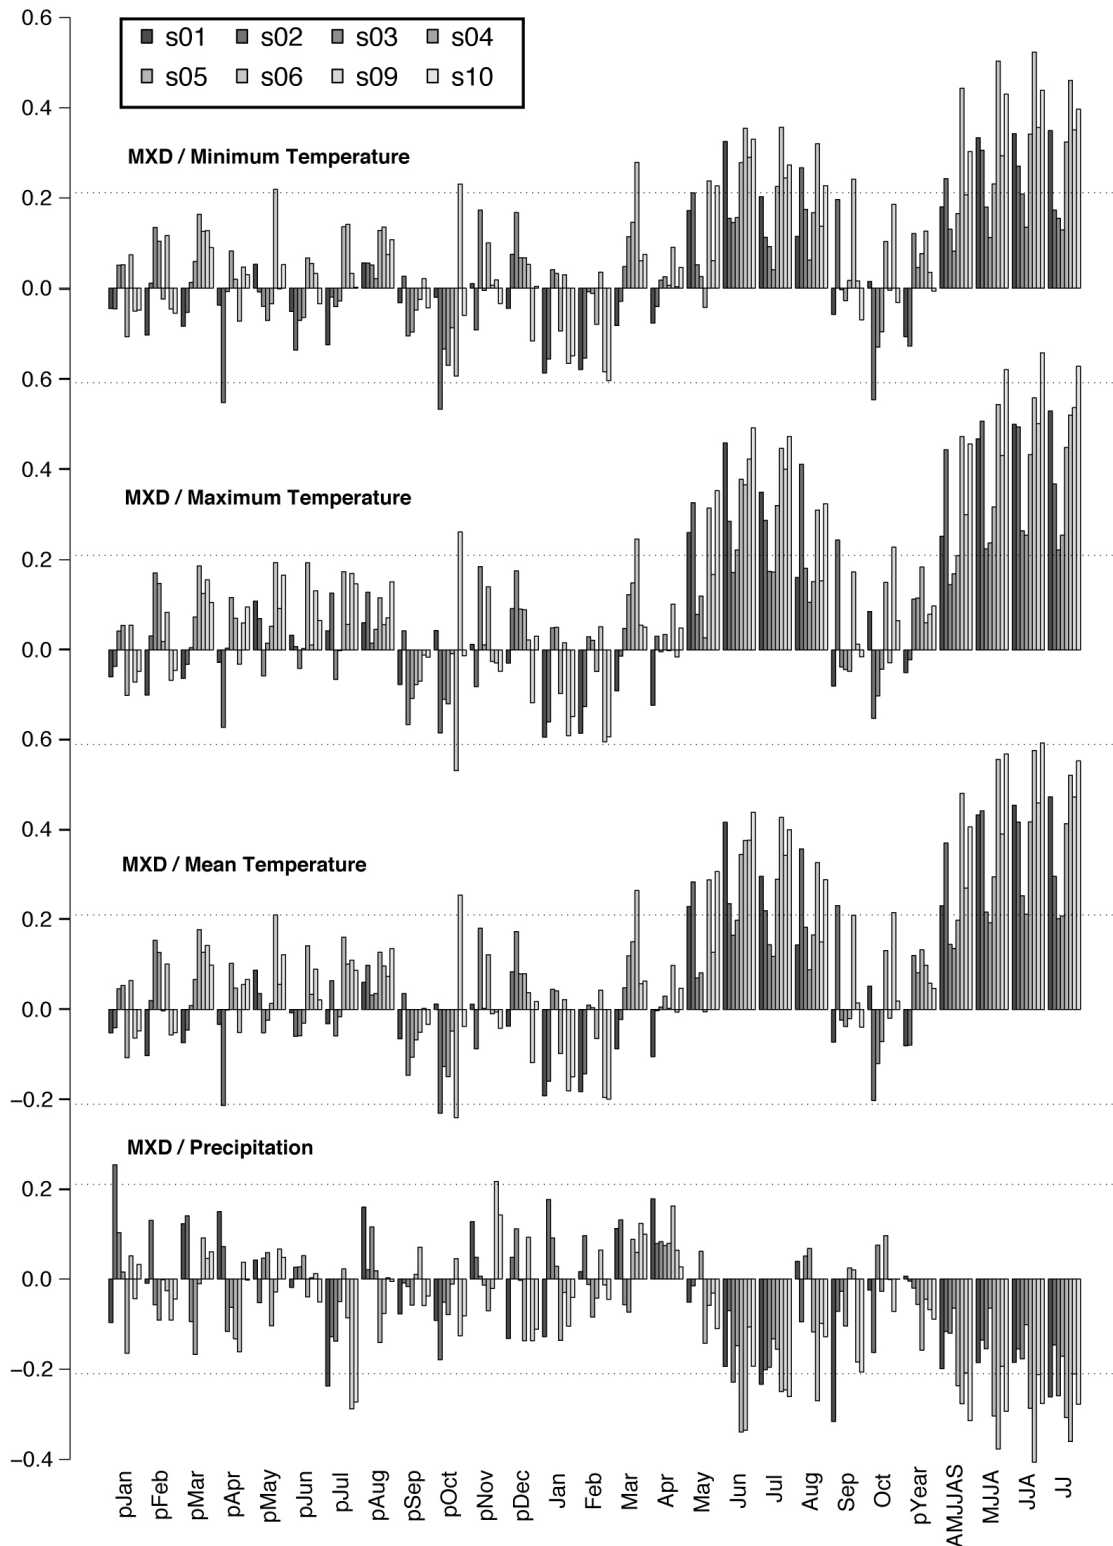 0.6
s01 s02 s03 s04
s05 s06 s09 s10
0.4
MXD / Minimum Temperature
0.2
0.0
0.6
0.4
MXD / Maximum Temperature
0.2
0.0
0.6
0.4
MXD / Mean Temperature
0.2
0.0
−0.2
MXD / Precipitation
0.2
0.0
−0.2
−0.4
pJan pFeb pMar pApr pMay pJun pJul pAug pSep pOct pNov pDec Jan Feb Mar Apr May Jun Jul Aug Sep Oct pYear AMJJAS MJJA JJA JJ